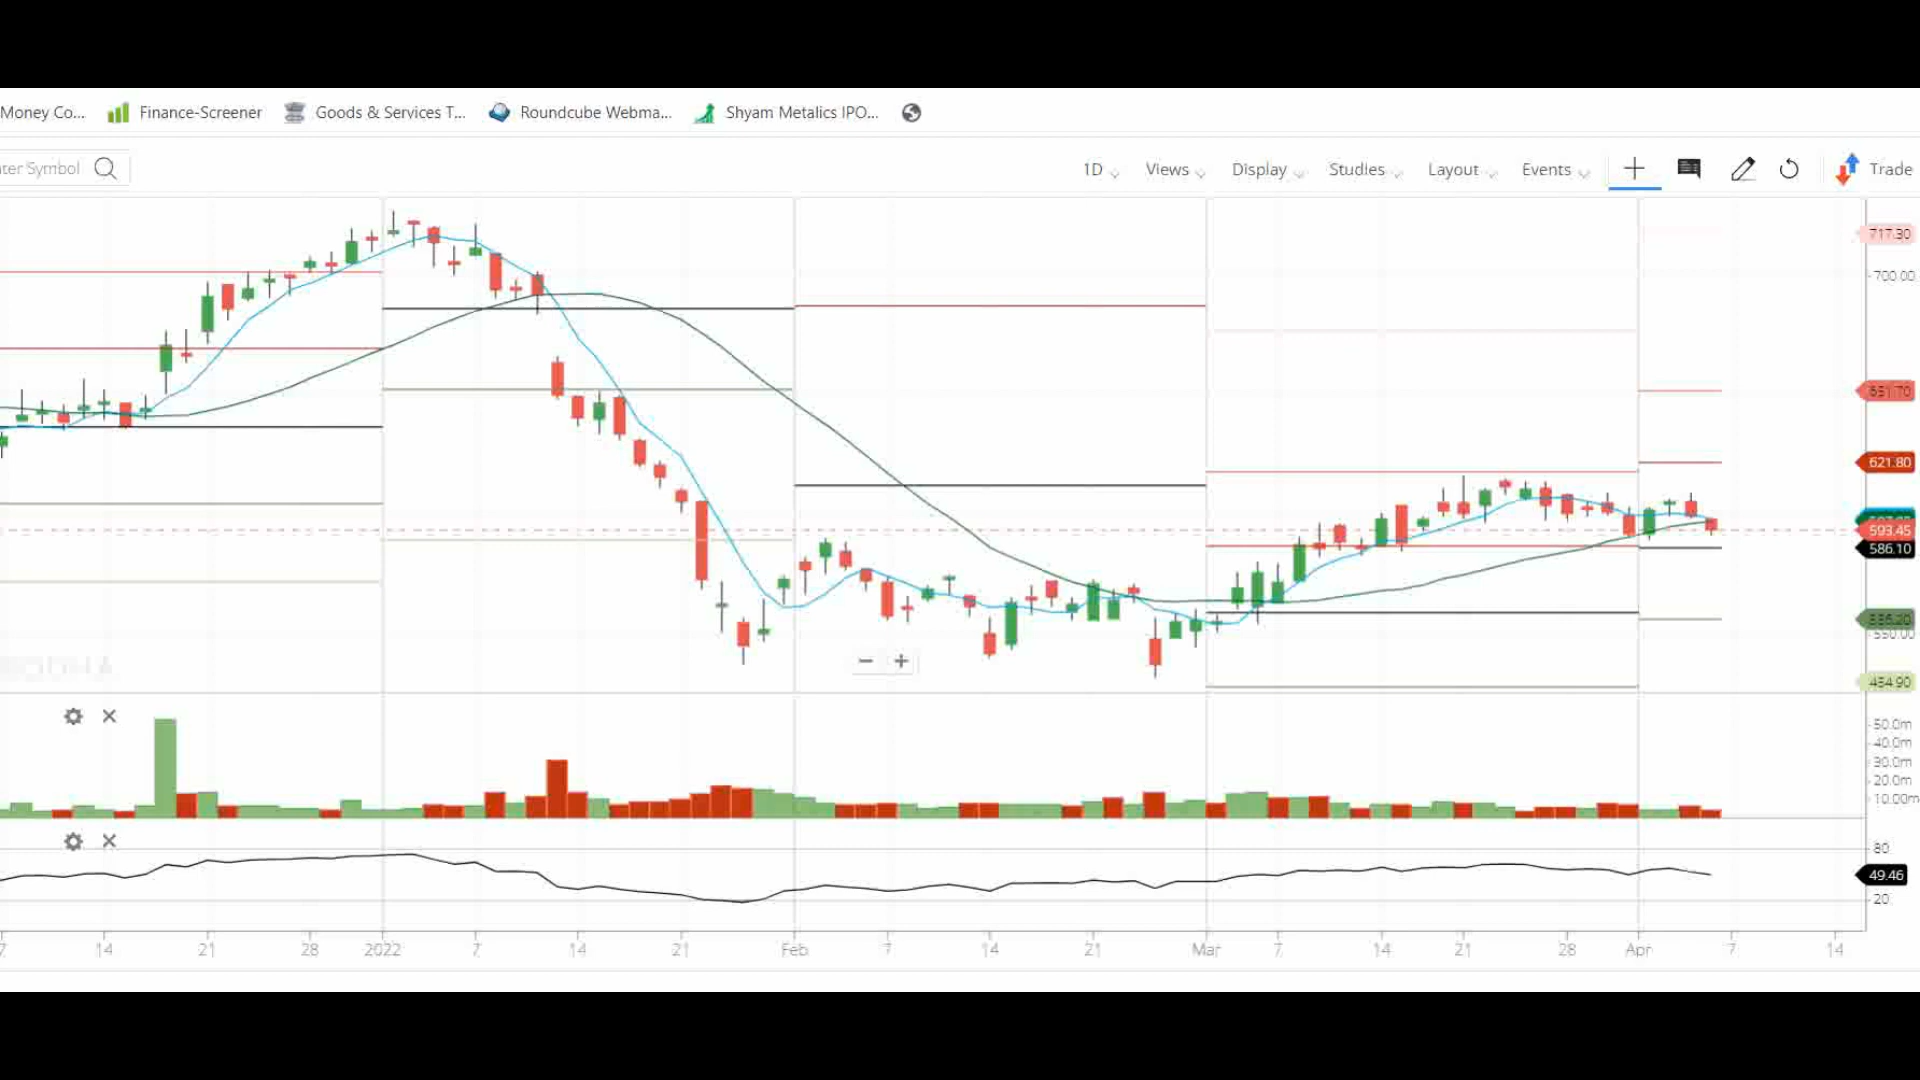 Money Co... Finance-Screener Goods & Services T... Roundcube Webma... Shyam Metalics IPO...
ter Symbol 1D Views Display Studies Layout Events Trade
717.30
700.00
651.70
621.80
593.45
586.10
550.00
454.90
50.0m
40.0m
30.0m
20.0m
10.00m
80
49.46
20
7 14 21 28 2022 7 14 21 Feb 7 14 21 Mar 7 14 21 28 Apr 7 14